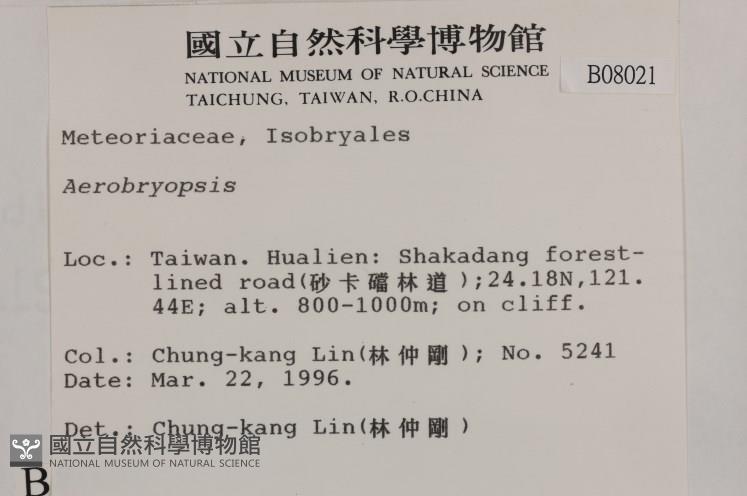 國立自然科學博物館
NATIONAL MUSEUM OF NATURAL SCIENCE
TAICHUNG, TAIWAN, R.O.CHINA
B08021
Meteoriaceae, Isobryales
Aerobryopsis
Loc.: Taiwan. Hualien: Shakadang forest-
lined road(砂卡礑林道);24.18N,121.
44E; alt. 800-1000m; on cliff.
Col.: Chung-kang Lin(林仲剛); No. 5241
Date: Mar. 22, 1996.
Det.: Chung-kang Lin(林仲剛)
國立自然科學博物館
NATIONAL MUSEUM OF NATURAL SCIENCE
B